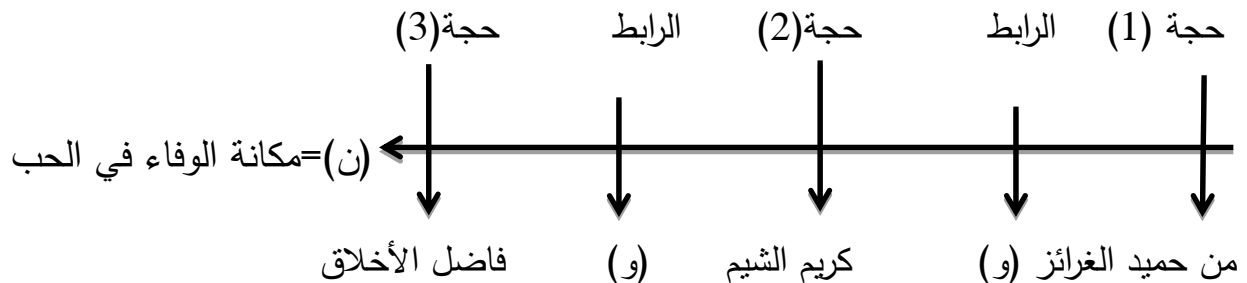 حجة (1) الرابط حجة(2) الرابط حجة(3)
(ن)=مكانة الوفاء في الحب
من حميد الغرائز (و) كريم الشيم (و) فاضل الأخلاق